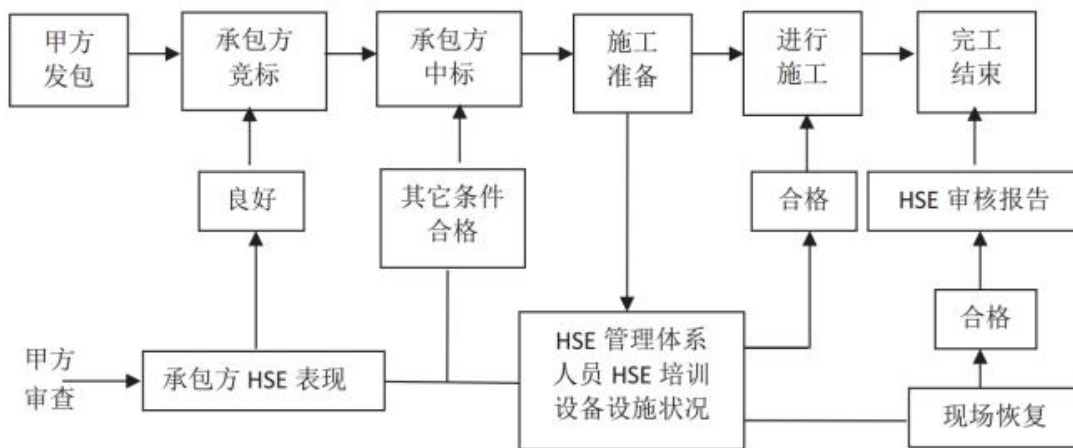 甲方
发包
承包方
竞标
承包方
中标
施工
准备
进行
施工
完工
结束
良好
其它条件
合格
合格
HSE 审核报告
合格
甲方
审查
承包方 HSE 表现
HSE 管理体系
人员 HSE 培训
设备设施状况
现场恢复